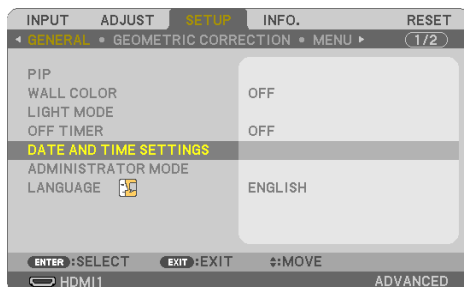 INPUT ADJUST SETUP INFO. RESET
GENERAL • GEOMETRIC CORRECTION • MENU 1/2
PIP
WALL COLOR OFF
LIGHT MODE
OFF TIMER OFF
DATE AND TIME SETTINGS
ADMINISTRATOR MODE
LANGUAGE ENGLISH
ENTER :SELECT EXIT :EXIT :MOVE
HDMI1 ADVANCED